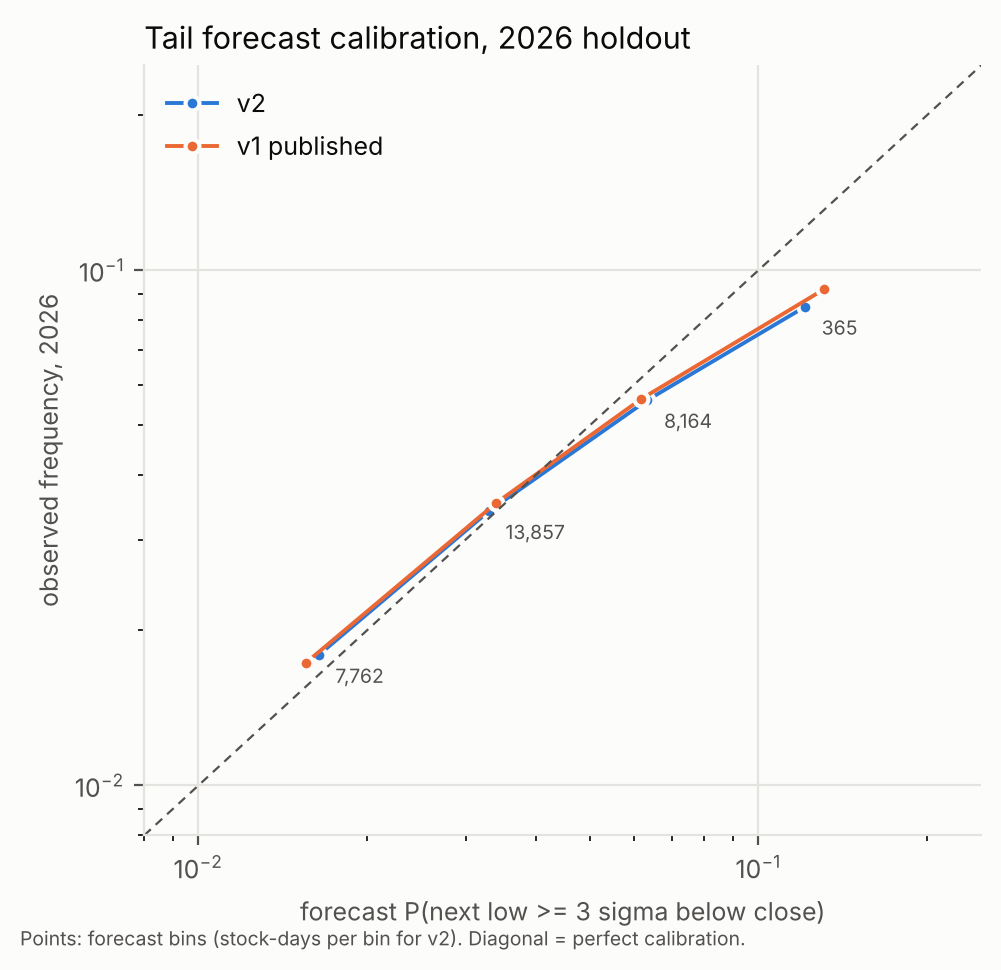 Tail forecast calibration, 2026 holdout
v2
v1 published
10⁻¹
10⁻²
observed frequency, 2026
365
8,164
13,857
7,762
10⁻²
10⁻¹
forecast P(next low >= 3 sigma below close)
Points: forecast bins (stock-days per bin for v2). Diagonal = perfect calibration.